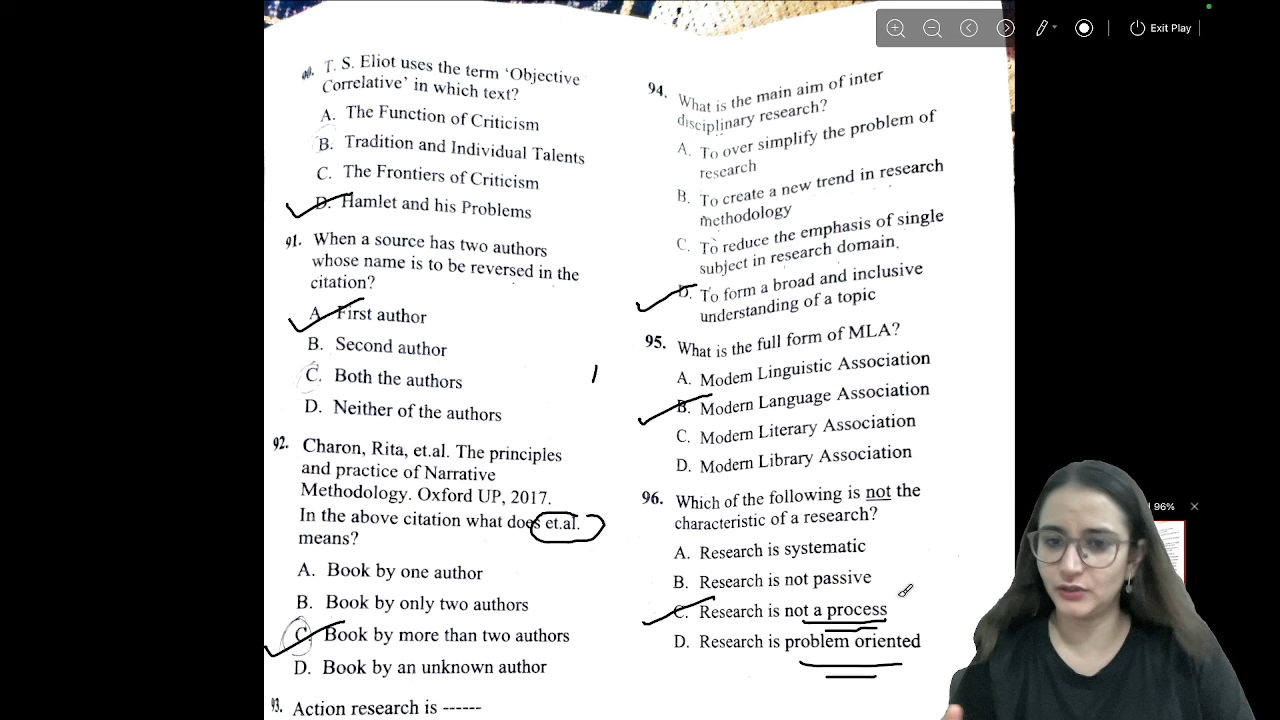 Exit Play
90. T. S. Eliot uses the term ‘Objective
Correlative’ in which text?
A. The Function of Criticism
B. Tradition and Individual Talents
C. The Frontiers of Criticism
D. Hamlet and his Problems
91. When a source has two authors
whose name is to be reversed in the
citation?
A. First author
B. Second author
C. Both the authors
D. Neither of the authors
92. Charon, Rita, et.al. The principles
and practice of Narrative
Methodology. Oxford UP, 2017.
In the above citation what does et.al.
means?
A. Book by one author
B. Book by only two authors
C. Book by more than two authors
D. Book by an unknown author
93. Action research is ------
94. What is the main aim of inter
disciplinary research?
A. To over simplify the problem of
research
B. To create a new trend in research
methodology
C. To reduce the emphasis of single
subject in research domain.
D. To form a broad and inclusive
understanding of a topic
95. What is the full form of MLA?
A. Modern Linguistic Association
B. Modern Language Association
C. Modern Literary Association
D. Modern Library Association
96. Which of the following is not the
characteristic of a research?
A. Research is systematic
B. Research is not passive
C. Research is not a process
D. Research is problem oriented
96%